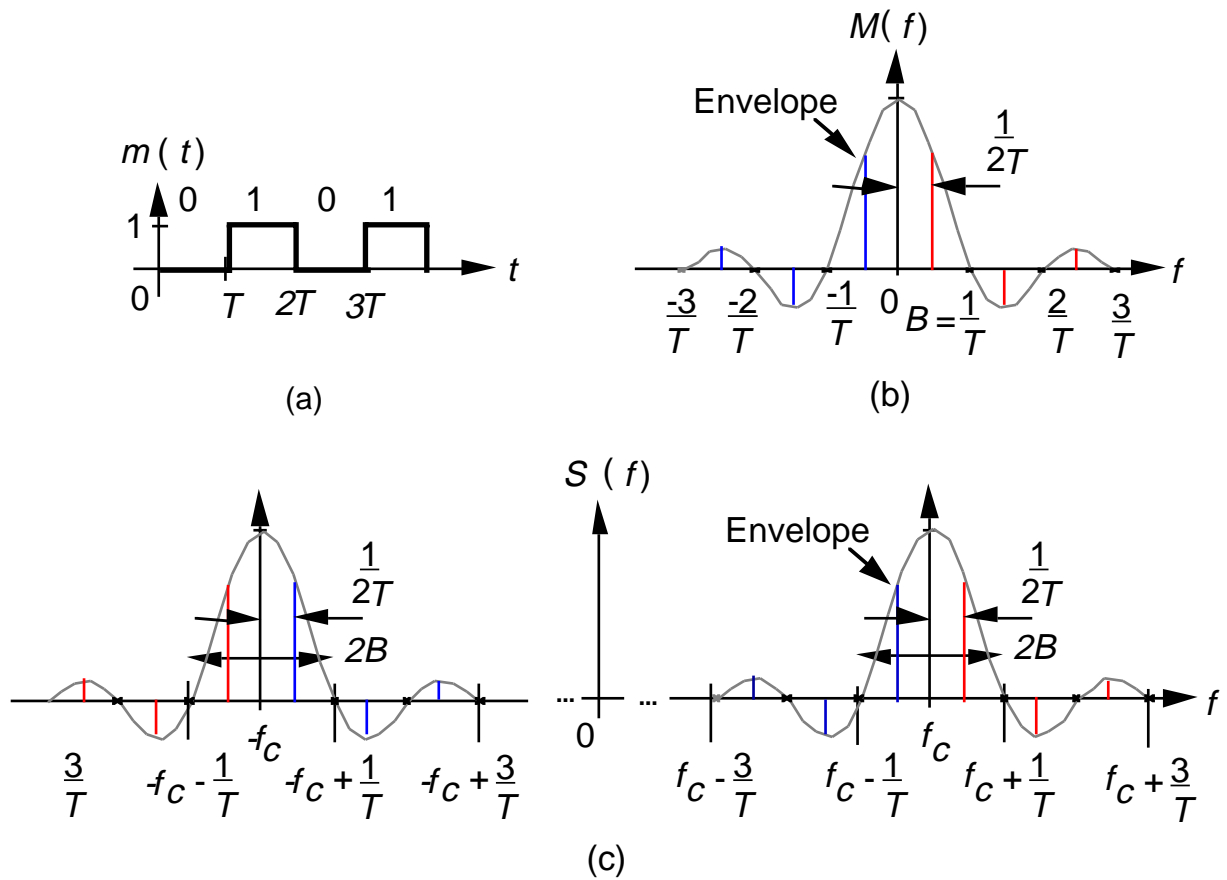 m ( t )
0 1 0 1
1
0
T 2T 3T
t
(a)
M( f )
Envelope
1/2T
-3/T -2/T -1/T 0 B = 1/T 2/T 3/T
f
(b)
S ( f )
1/2T
2B
-fC
3/T -fC - 1/T -fC + 1/T -fC + 3/T
... ...
0
Envelope
1/2T
2B
fC
f
fC - 3/T fC - 1/T fC + 1/T fC + 3/T
(c)